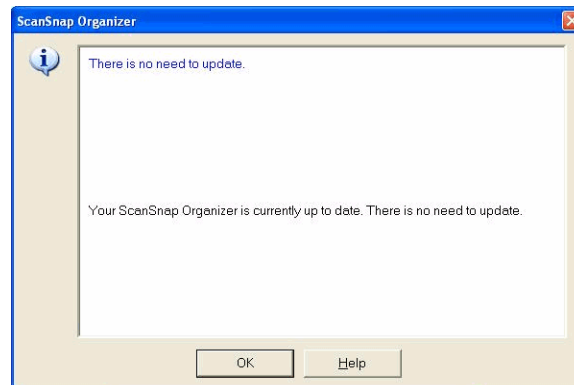 ScanSnap Organizer
There is no need to update.
Your ScanSnap Organizer is currently up to date. There is no need to update.
OK
Help